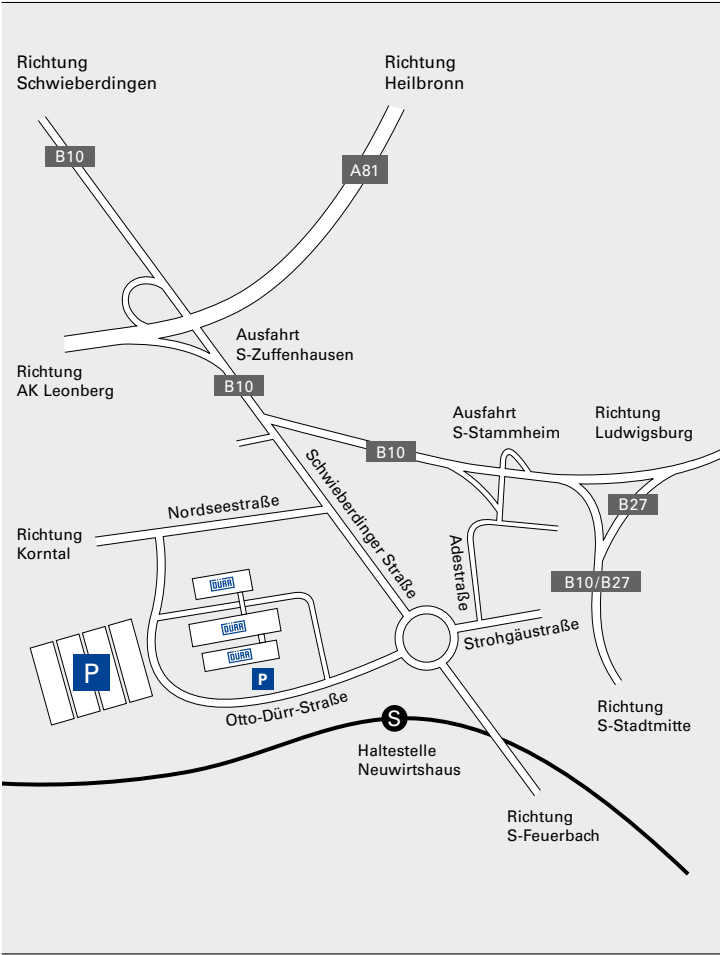 Richtung
Schwieberdingen
Richtung
Heilbronn
B10
A81
Ausfahrt
S-Zuffenhausen
Richtung
AK Leonberg
B10
Ausfahrt
S-Stammheim
Richtung
Ludwigsburg
B10
Schwieberdinger Straße
Nordseestraße
B27
Richtung
Korntal
Adestraße
B10/B27
DÜRR
DÜRR
DÜRR
Strohgäustraße
P
P
Otto-Dürr-Straße
S
Richtung
S-Stadtmitte
Haltestelle
Neuwirtshaus
Richtung
S-Feuerbach